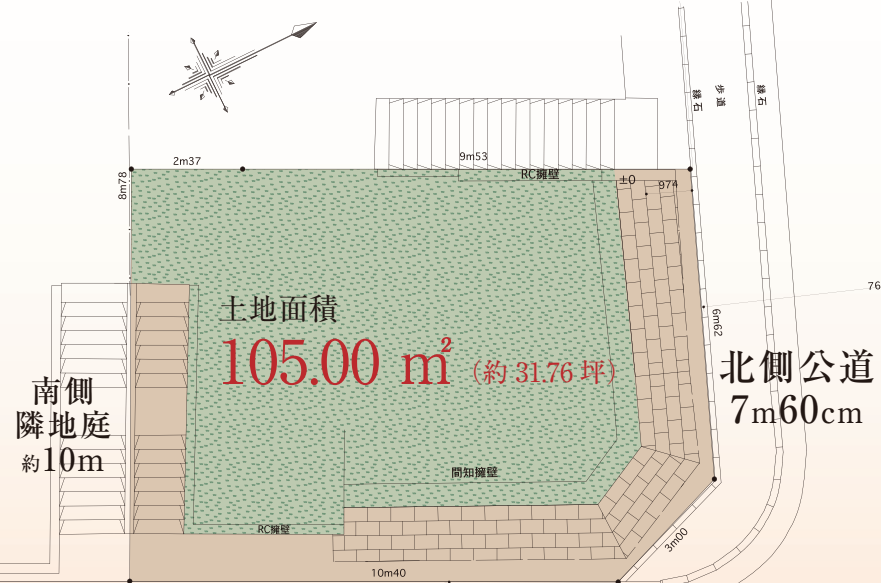 縁石
歩道
縁石
2m37
9m53
RC擁壁
±0
974
8m78
76
6m62
土地面積
105.00 ㎡（約 31.76 坪）
北側公道
7m60cm
南側
隣地庭
約10m
間知擁壁
RC擁壁
3m00
10m40